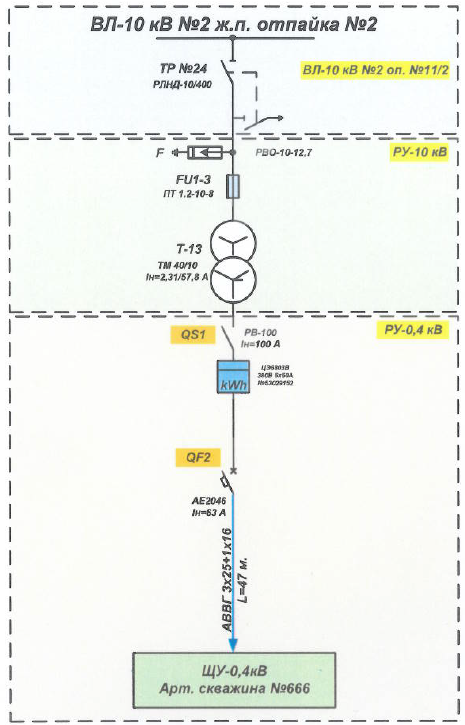 ВЛ-10 кВ №2 ж.п. отпайка №2
ТР №24
РЛНД-10/400
ВЛ-10 кВ №2 оп. №11/2
F
РВО-10-12,7
РУ-10 кВ
FU1-3
ПТ 1.2-10-8
Т-13
ТМ 40/10
Iн=2,31/57,8 А
РУ-0,4 кВ
QS1
РВ-100
Iн=100 А
ЦЭ6803В
380В 5х50А
kWh
QF2
АЕ2046
Iн=63 А
АВВГ 3х25+1х16
L=47 м.
ЩУ-0,4кВ
Арт. скважина №666